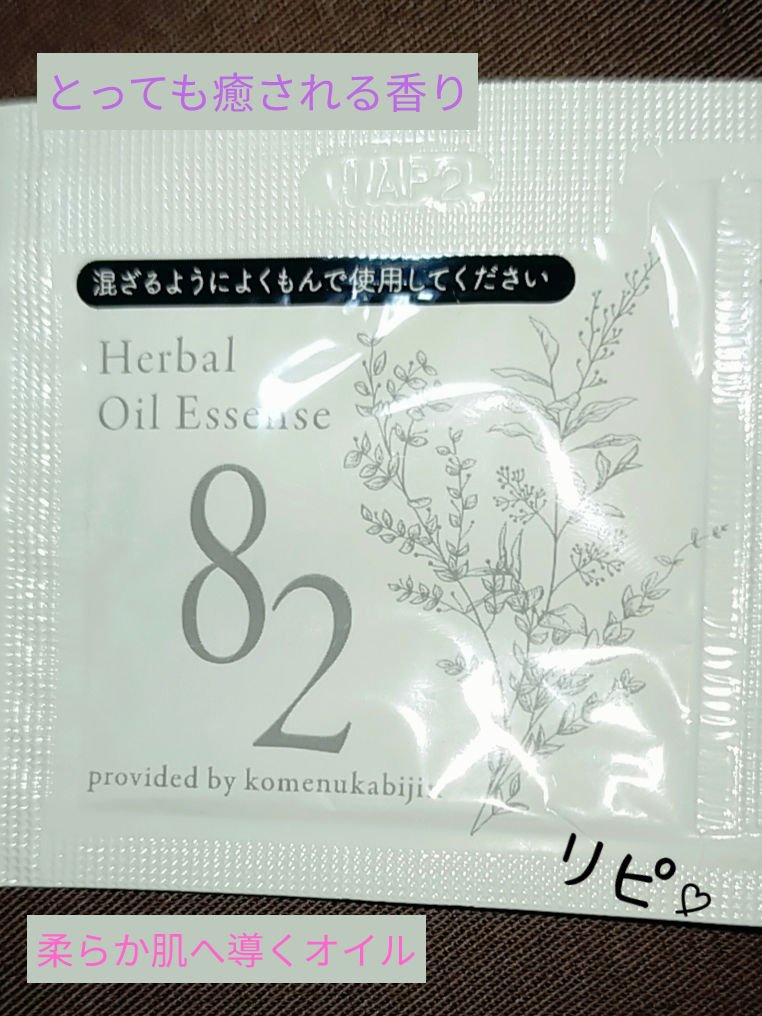 とっても癒される香り
混ざるようによくもんで使用してください
Herbal
Oil Essense
82
provided by komenukabijin
リピ♡
柔らか肌へ導くオイル